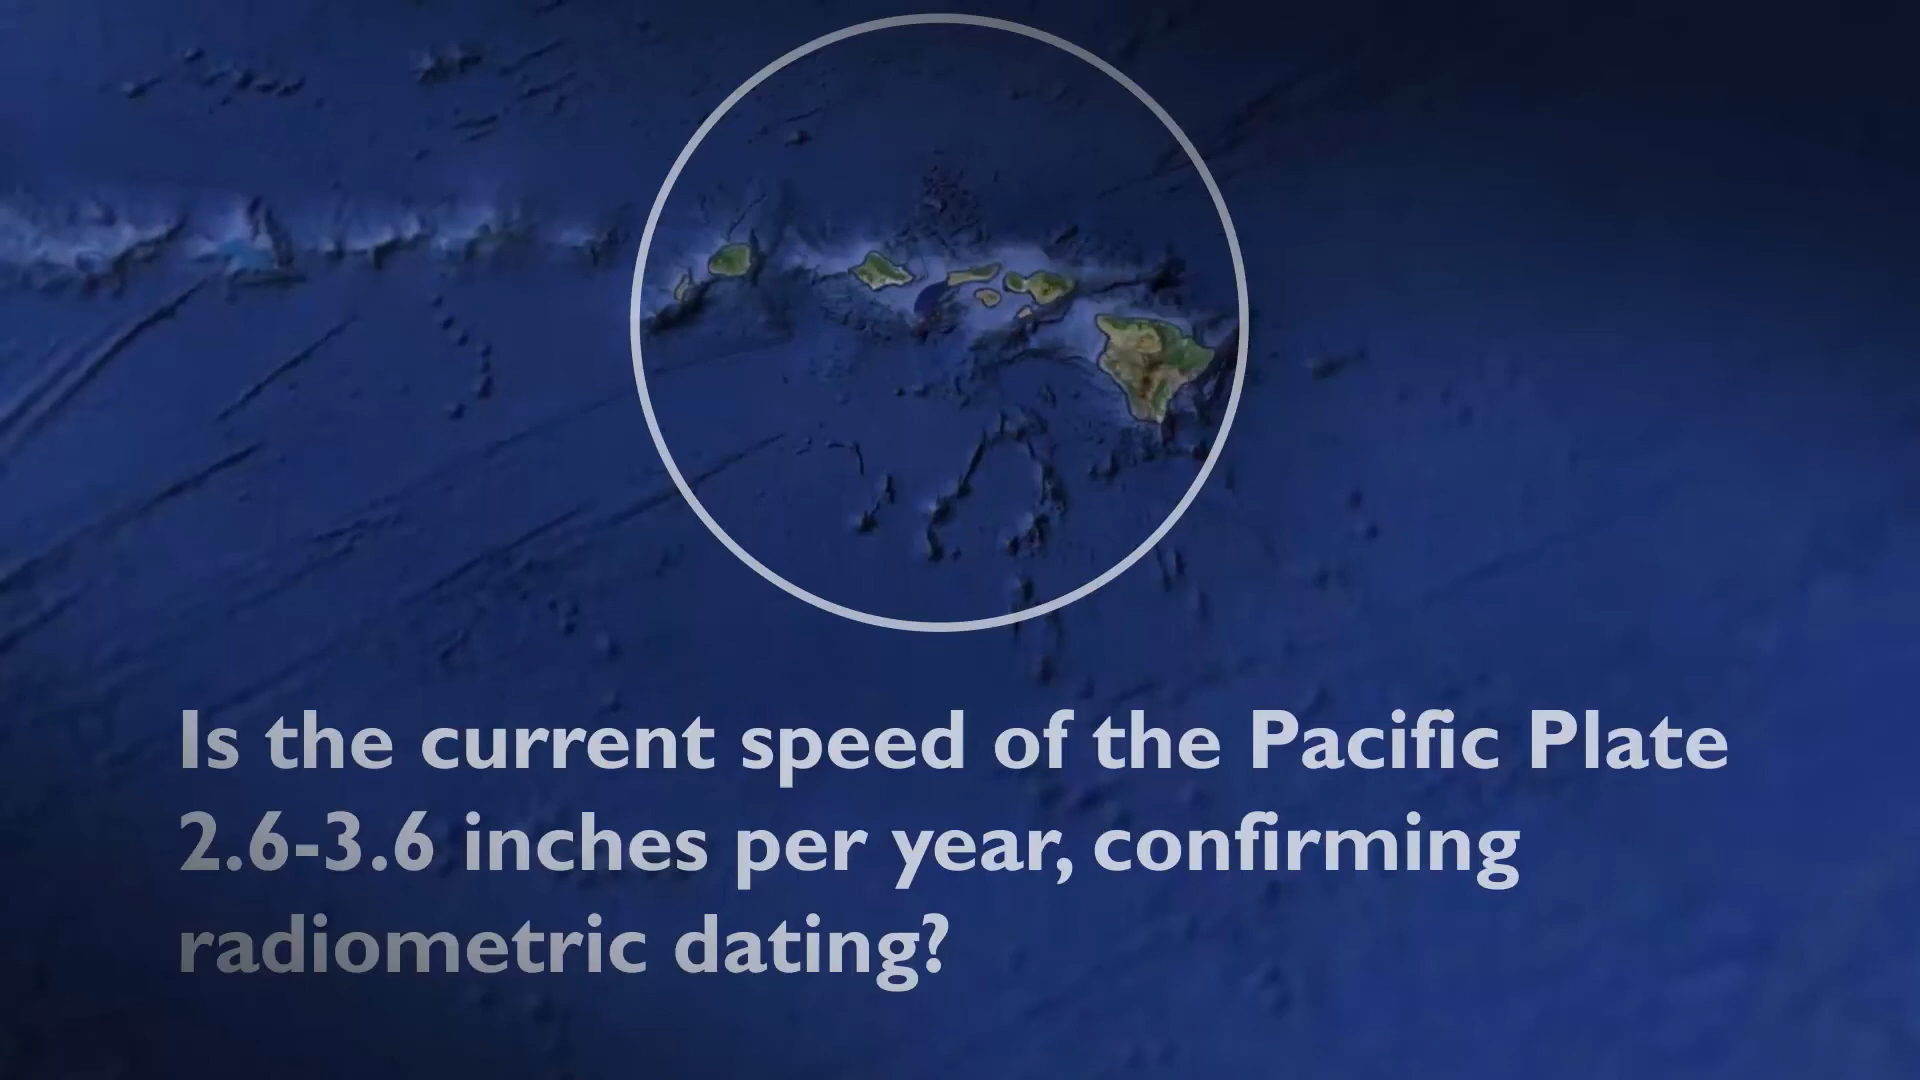 Is the current speed of the Pacific Plate
2.6-3.6 inches per year, confirming
radiometric dating?